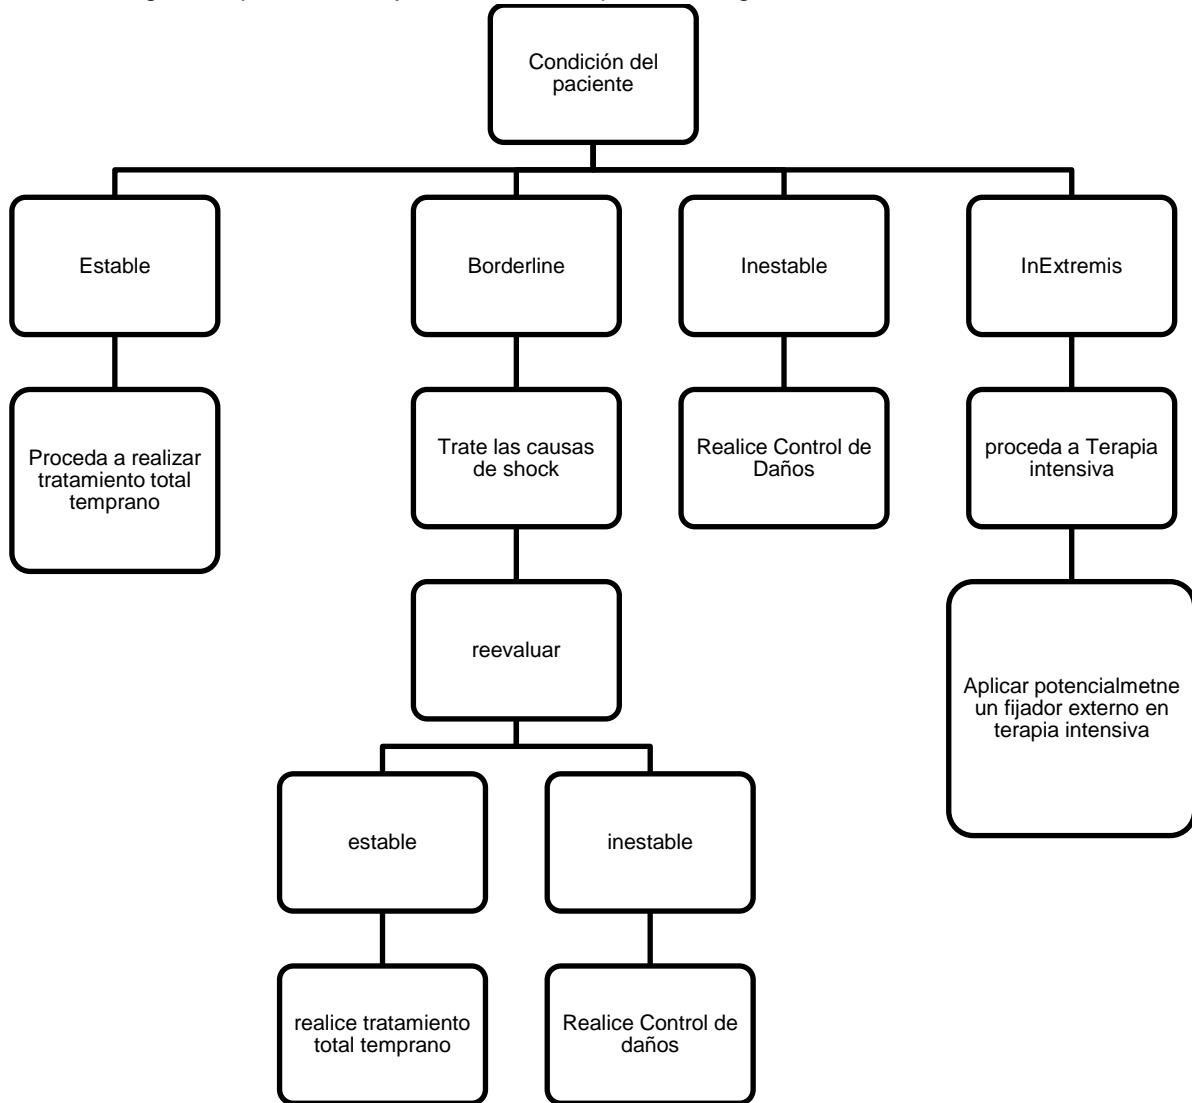 Condición del
paciente
Estable
Borderline
Inestable
InExtremis
Proceda a realizar
tratamiento total
temprano
Trate las causas
de shock
Realice Control de
Daños
proceda a Terapia
intensiva
reevaluar
Aplicar potencialmetne
un fijador externo en
terapia intensiva
estable
inestable
realice tratamiento
total temprano
Realice Control de
daños